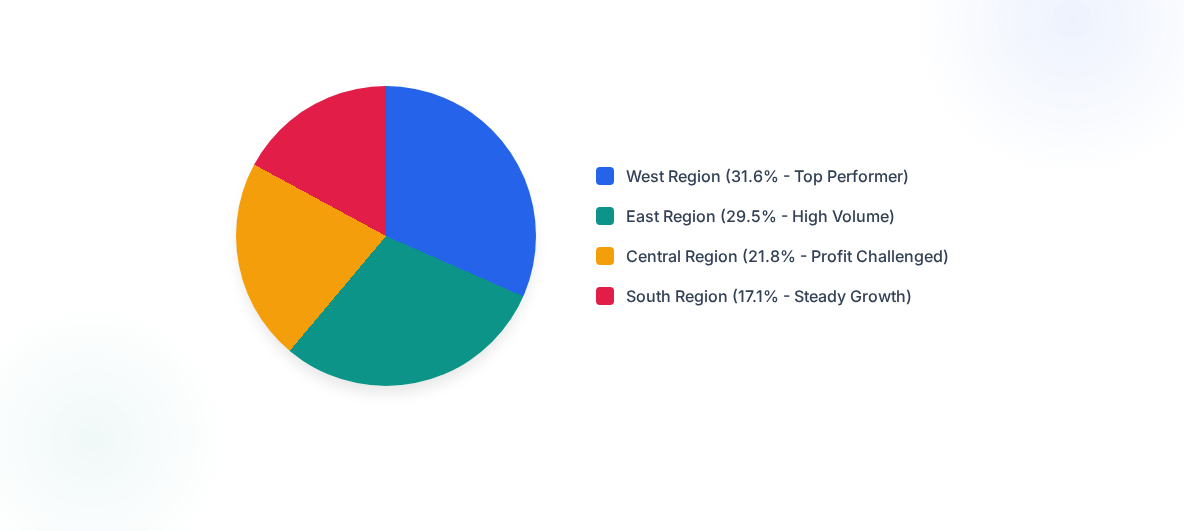 West Region (31.6% - Top Performer)
East Region (29.5% - High Volume)
Central Region (21.8% - Profit Challenged)
South Region (17.1% - Steady Growth)